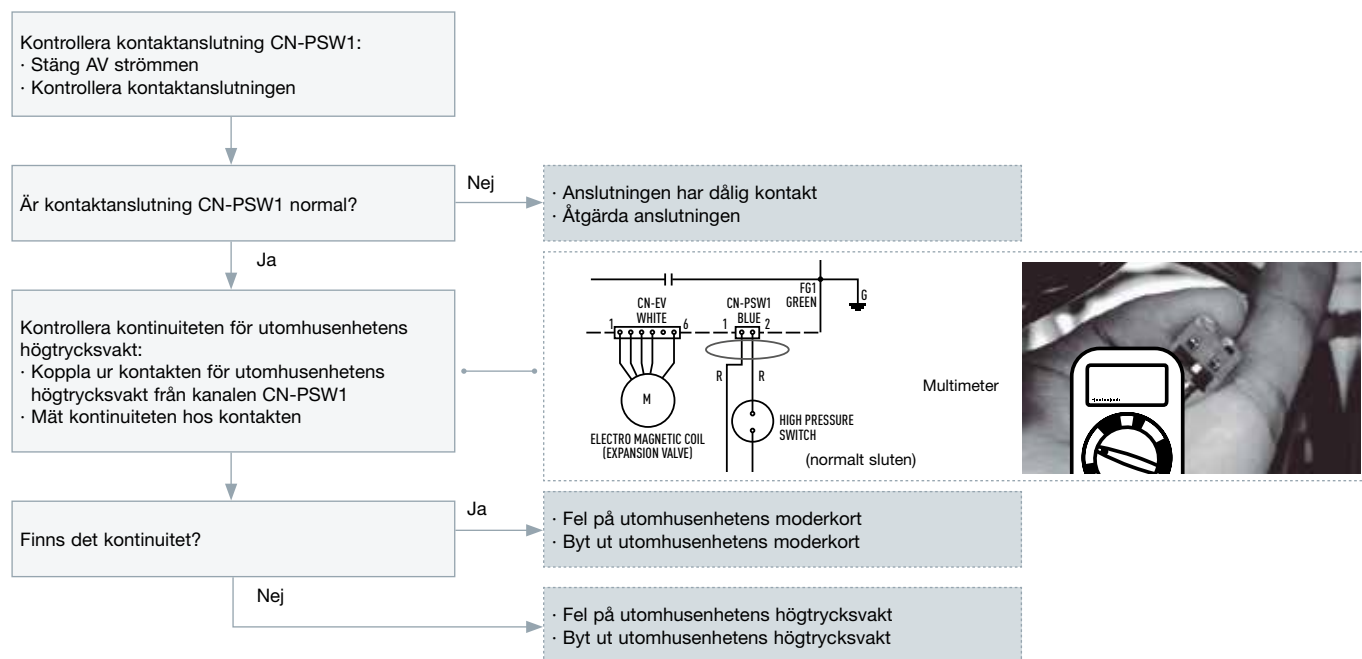 Kontrollera kontaktanslutning CN-PSW1:
· Stäng AV strömmen
· Kontrollera kontaktanslutningen
Är kontaktanslutning CN-PSW1 normal?
Nej
· Anslutningen har dålig kontakt
· Åtgärda anslutningen
Ja
Kontrollera kontinuiteten för utomhusenhetens
högtrycksvakt:
· Koppla ur kontakten för utomhusenhetens
högtrycksvakt från kanalen CN-PSW1
· Mät kontinuiteten hos kontakten
FG1
GREEN
G
CN-EV
WHITE
1
6
CN-PSW1
BLUE
1
2
R
R
M
ELECTRO MAGNETIC COIL
(EXPANSION VALVE)
HIGH PRESSURE
SWITCH
(normalt sluten)
Multimeter
Finns det kontinuitet?
Ja
· Fel på utomhusenhetens moderkort
· Byt ut utomhusenhetens moderkort
Nej
· Fel på utomhusenhetens högtrycksvakt
· Byt ut utomhusenhetens högtrycksvakt